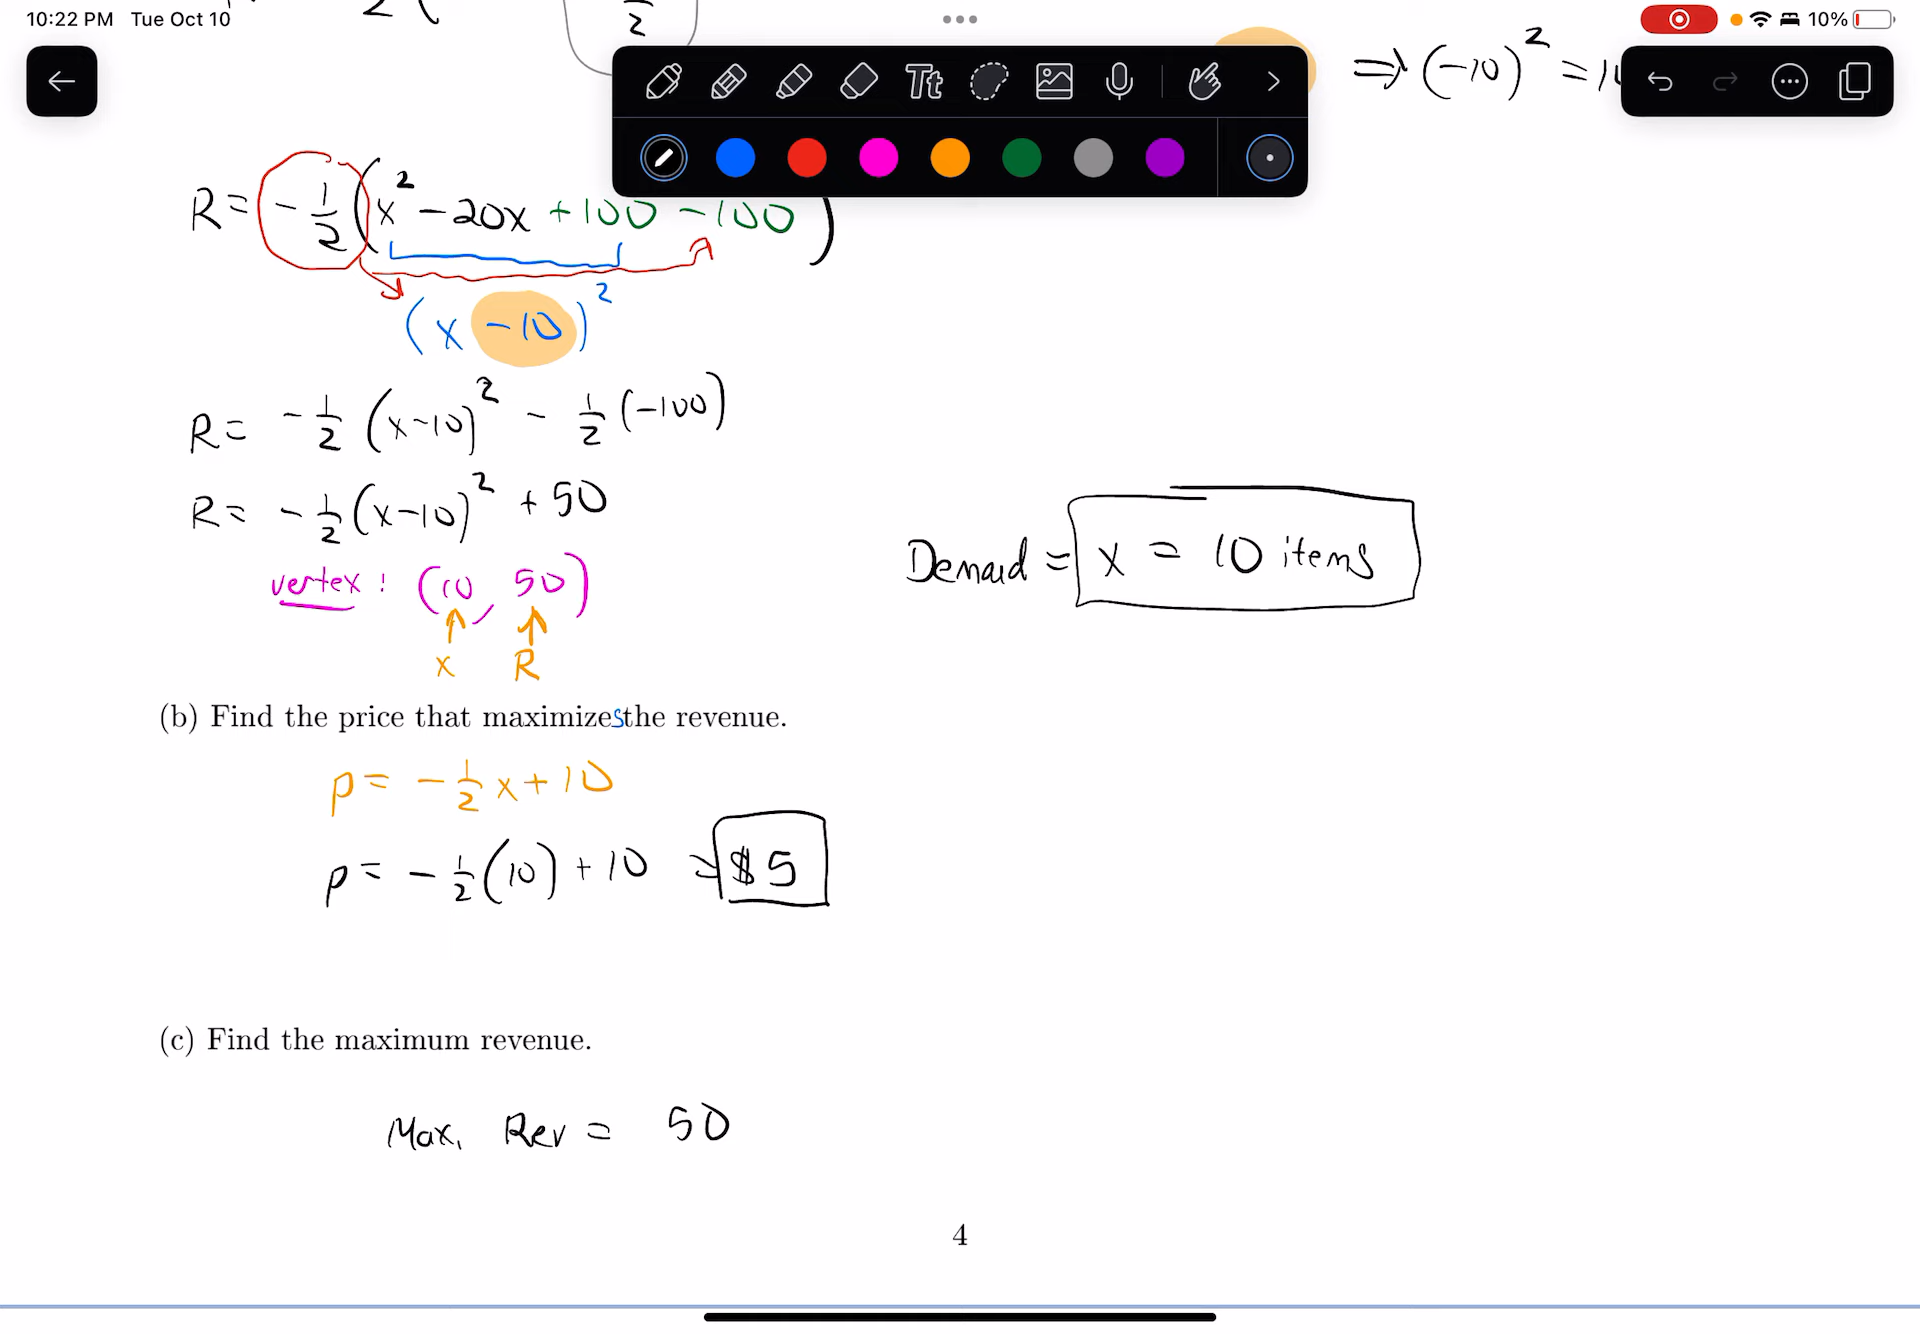 10:22 PM Tue Oct 10
10%
2
⇒ (-10)² = 1
Tt
R = -1/2 (x² - 20x + 100 - 100)
(x - 10)²
R = -1/2 (x-10)² - 1/2 (-100)
R = -1/2 (x-10)² + 50
Demand = x = 10 items
vertex: (10, 50)
x R
(b) Find the price that maximizes the revenue.
p = -1/2 x + 10
p = -1/2 (10) + 10 = $5
(c) Find the maximum revenue.
Max. Rev = 50
4